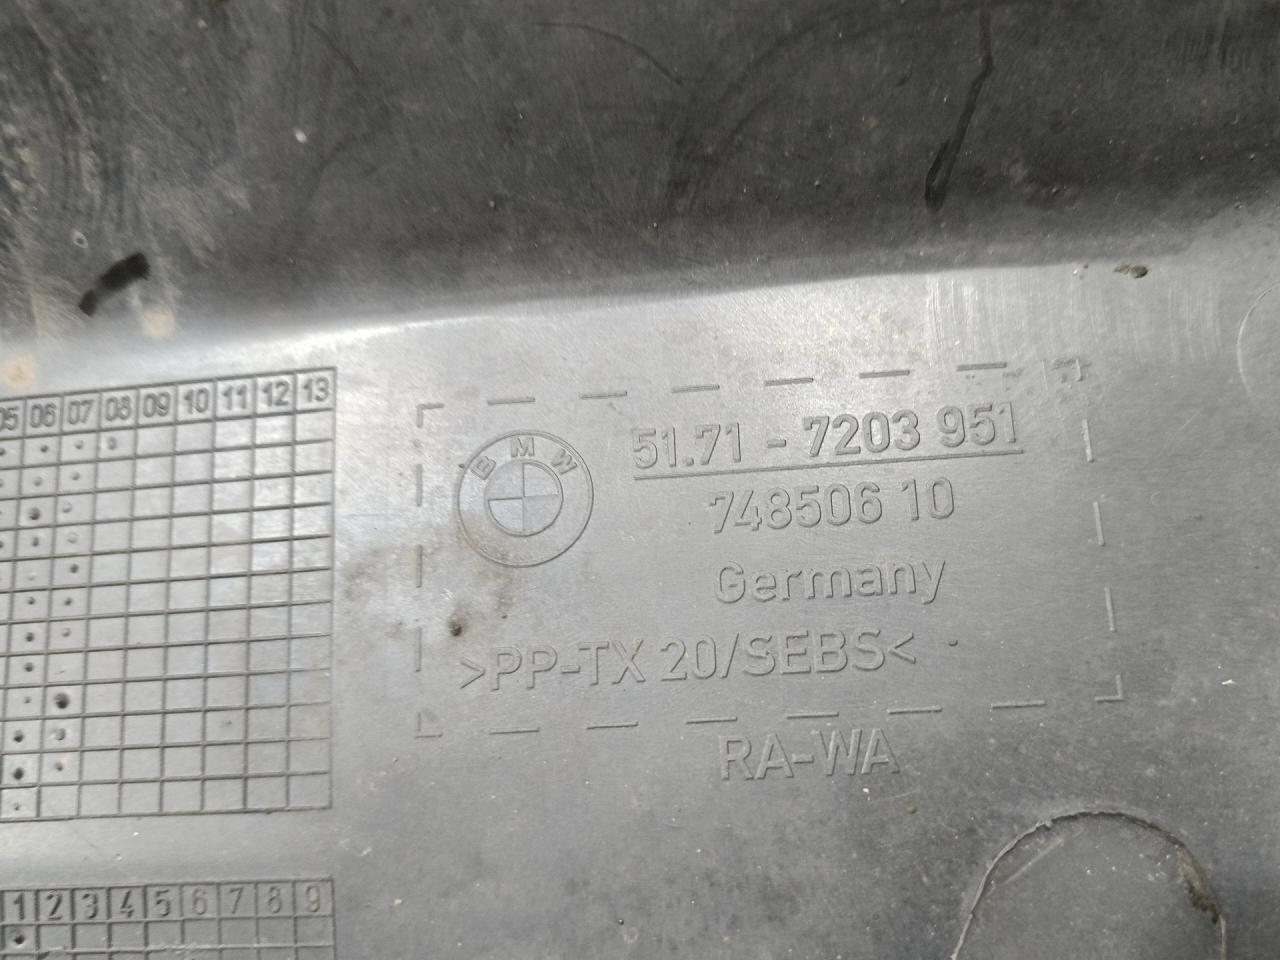 05 06 07 08 09 10 11 12 13
BMW
51.71 - 7203 951
748506 10
Germany
>PP-TX 20/SEBS<
RA-WA
1 2 3 4 5 6 7 8 9